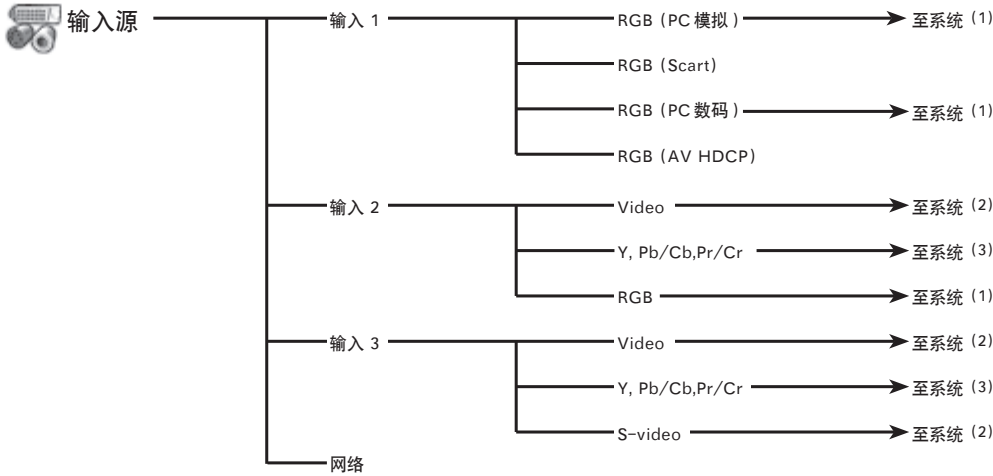 输入源
输入 1
RGB (PC 模拟 )
至系统 (1)
RGB (Scart)
RGB (PC 数码 )
至系统 (1)
RGB (AV HDCP)
输入 2
Video
至系统 (2)
Y, Pb/Cb,Pr/Cr
至系统 (3)
RGB
至系统 (1)
输入 3
Video
至系统 (2)
Y, Pb/Cb,Pr/Cr
至系统 (3)
S-video
至系统 (2)
网络